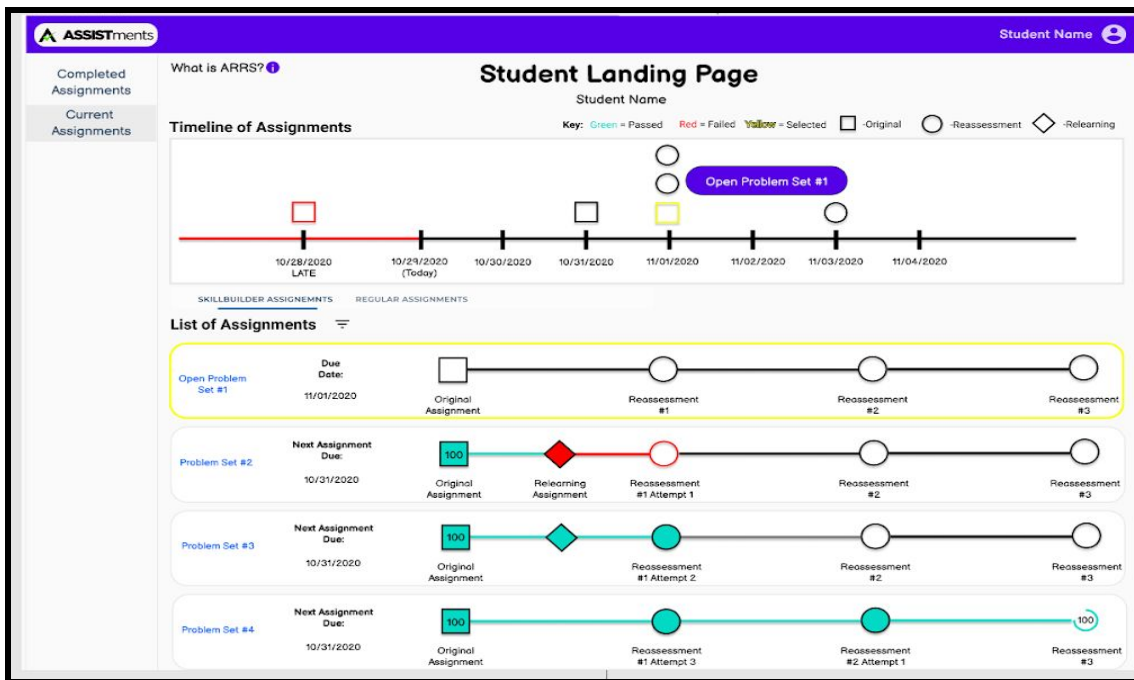 ASSISTments
Student Name
Completed
Assignments
Current
Assignments
What is ARRS?
Student Landing Page
Student Name
Timeline of Assignments
Key: Green = Passed Red = Failed Yellow = Selected -Original -Reassessment -Relearning
Open Problem Set #1
10/28/2020 10/29/2020 10/30/2020 10/31/2020 11/01/2020 11/02/2020 11/03/2020 11/04/2020
LATE (Today)
SKILLBUILDER ASSIGNEMNTS REGULAR ASSIGNMENTS
List of Assignments
Open Problem
Set #1
Due
Date:
11/01/2020
Original
Assignment
Reassessment
#1
Reassessment
#2
Reassessment
#3
Problem Set #2
Next Assignment
Due:
10/31/2020
100
Original
Assignment
Relearning
Assignment
Reassessment
#1 Attempt 1
Reassessment
#2
Reassessment
#3
Problem Set #3
Next Assignment
Due:
10/31/2020
100
Original
Assignment
Reassessment
#1 Attempt 2
Reassessment
#2
Reassessment
#3
Problem Set #4
Next Assignment
Due:
10/31/2020
100
Original
Assignment
Reassessment
#1 Attempt 3
Reassessment
#2 Attempt 1
100
Reassessment
#3